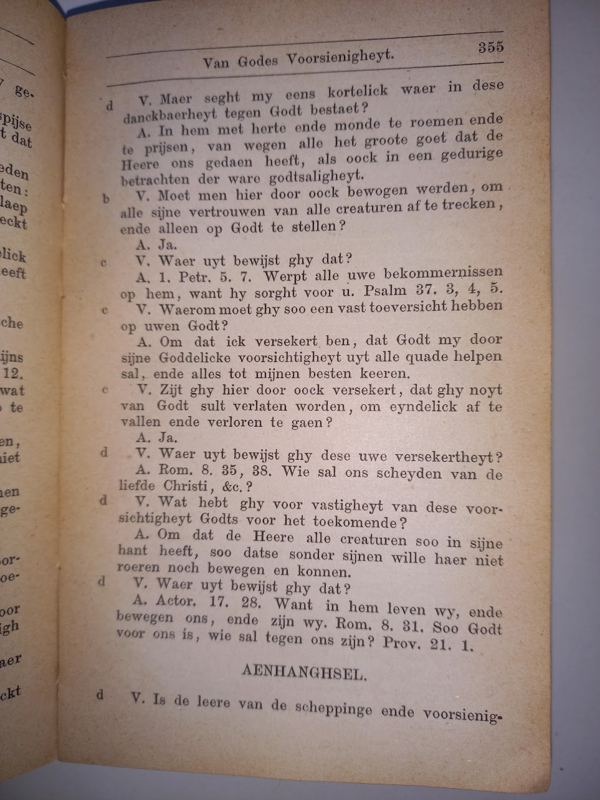 Van Godes Voorsienigheyt. 355
d V. Maer seght my eens kortelick waer in dese
danckbaerheyt tegen Godt bestaet?
A. In hem met herte ende monde te roemen ende
te prijsen, van wegen alle het groote goet dat de
Heere ons gedaen heeft, als oock in een gedurige
betrachten der ware godtsaligheyt.
b V. Moet men hier door oock bewogen werden, om
alle sijne vertrouwen van alle creaturen af te trecken,
ende alleen op Godt te stellen?
A. Ja.
c V. Waer uyt bewijst ghy dat?
A. 1. Petr. 5. 7. Werpt alle uwe bekommernissen
op hem, want hy sorght voor u. Psalm 37. 3, 4, 5.
c V. Waerom moet ghy soo een vast toeversicht hebben
op uwen Godt?
A. Om dat ick versekert ben, dat Godt my door
sijne Goddelicke voorsichtigheyt uyt alle quade helpen
sal, ende alles tot mijnen besten keeren.
c V. Zijt ghy hier door oock versekert, dat ghy noyt
van Godt sult verlaten worden, om eyndelick af te
vallen ende verloren te gaen?
A. Ja.
d V. Waer uyt bewijst ghy dese uwe versekertheyt?
A. Rom. 8. 35, 38. Wie sal ons scheyden van de
liefde Christi, &c.?
d V. Wat hebt ghy voor vastigheyt van dese voor-
sichtigheyt Godts voor het toekomende?
A. Om dat de Heere alle creaturen soo in sijne
hant heeft, soo datse sonder sijnen wille haer niet
roeren noch bewegen en konnen.
d V. Waer uyt bewijst ghy dat?
A. Actor. 17. 28. Want in hem leven wy, ende
bewegen ons, ende zijn wy. Rom. 8. 31. Soo Godt
voor ons is, wie sal tegen ons zijn? Prov. 21. 1.
AENHANGHSEL.
d V. Is de leere van de scheppinge ende voorsienig-